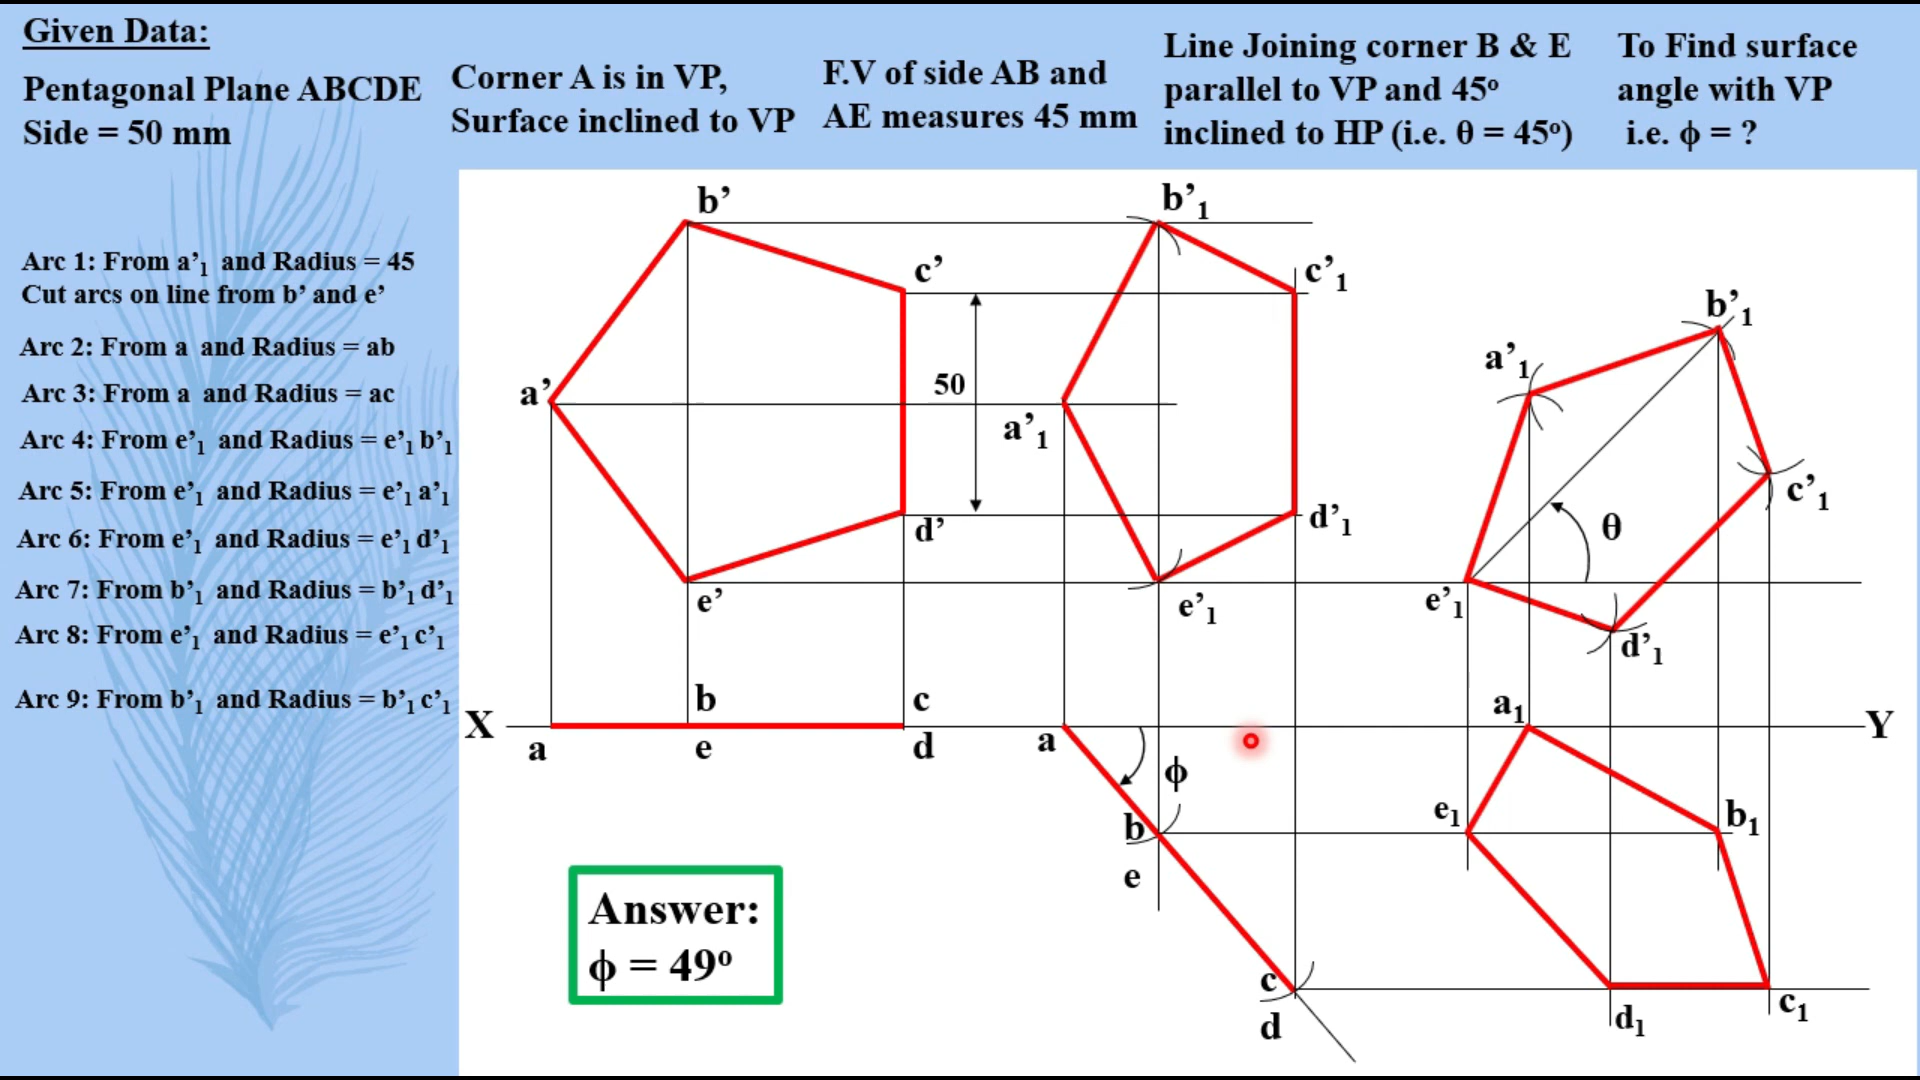 Given Data:
Pentagonal Plane ABCDE
Side = 50 mm
Corner A is in VP,
Surface inclined to VP
F.V of side AB and
AE measures 45 mm
Line Joining corner B & E
parallel to VP and 45º
inclined to HP (i.e. θ = 45º)
To Find surface
angle with VP
i.e. ϕ = ?
Arc 1: From a’₁ and Radius = 45
Cut arcs on line from b’ and e’
Arc 2: From a and Radius = ab
Arc 3: From a and Radius = ac
Arc 4: From e’₁ and Radius = e’₁ b’₁
Arc 5: From e’₁ and Radius = e’₁ a’₁
Arc 6: From e’₁ and Radius = e’₁ d’₁
Arc 7: From b’₁ and Radius = b’₁ d’₁
Arc 8: From e’₁ and Radius = e’₁ c’₁
Arc 9: From b’₁ and Radius = b’₁ c’₁
b’
c’
a’
d’
e’
50
b’₁
c’₁
a’₁
d’₁
e’₁
b’₁
a’₁
c’₁
θ
e’₁
d’₁
X
Y
b
c
a
e
d
a
ϕ
b
e
c
d
a₁
e₁
b₁
d₁
c₁
Answer:
ϕ = 49º